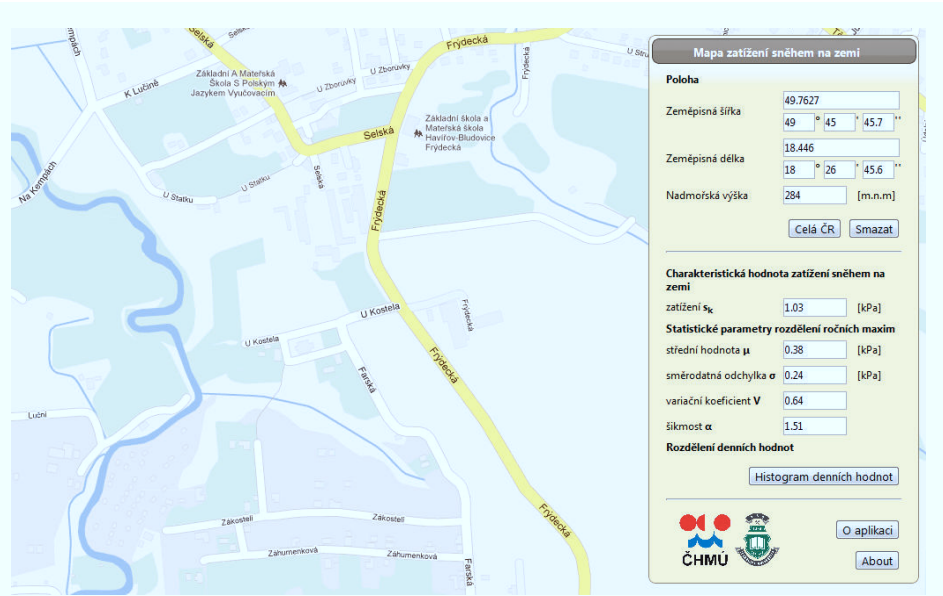 Selská
Selská
Frýdecká
U Stru
Těš
nkempách
K Lučině
Základní A Mateřská
Škola S Polským
Jazykem Vyučovacím
U Zborůvky
U Zborůvky
Frýdecká
Základní škola a
Mateřská škola
Havířov-Bludovice
Frýdecká
Selská
Na Kempách
U Statku
U Statku
Selská
Frýdecká
U Kostela
U Kostela
Frýdecká
Frýdecká
Farská
Luční
Zákostelí
Zákostelí
Frýdecká
Záhumenková
Záhumenková
Farská
Mapa zatížení sněhem na zemi
Poloha
Zeměpisná šířka
49.7627
49 ° 45 ' 45.7 ''
Zeměpisná délka
18.446
18 ° 26 ' 45.6 ''
Nadmořská výška 284 [m.n.m]
Celá ČR Smazat
Charakteristická hodnota zatížení sněhem na
zemi
zatížení sk 1.03 [kPa]
Statistické parametry rozdělení ročních maxim
střední hodnota μ 0.38 [kPa]
směrodatná odchylka σ 0.24 [kPa]
variační koeficient V 0.64
šikmost α 1.51
Rozdělení denních hodnot
Histogram denních hodnot
ČHMÚ
O aplikaci
About